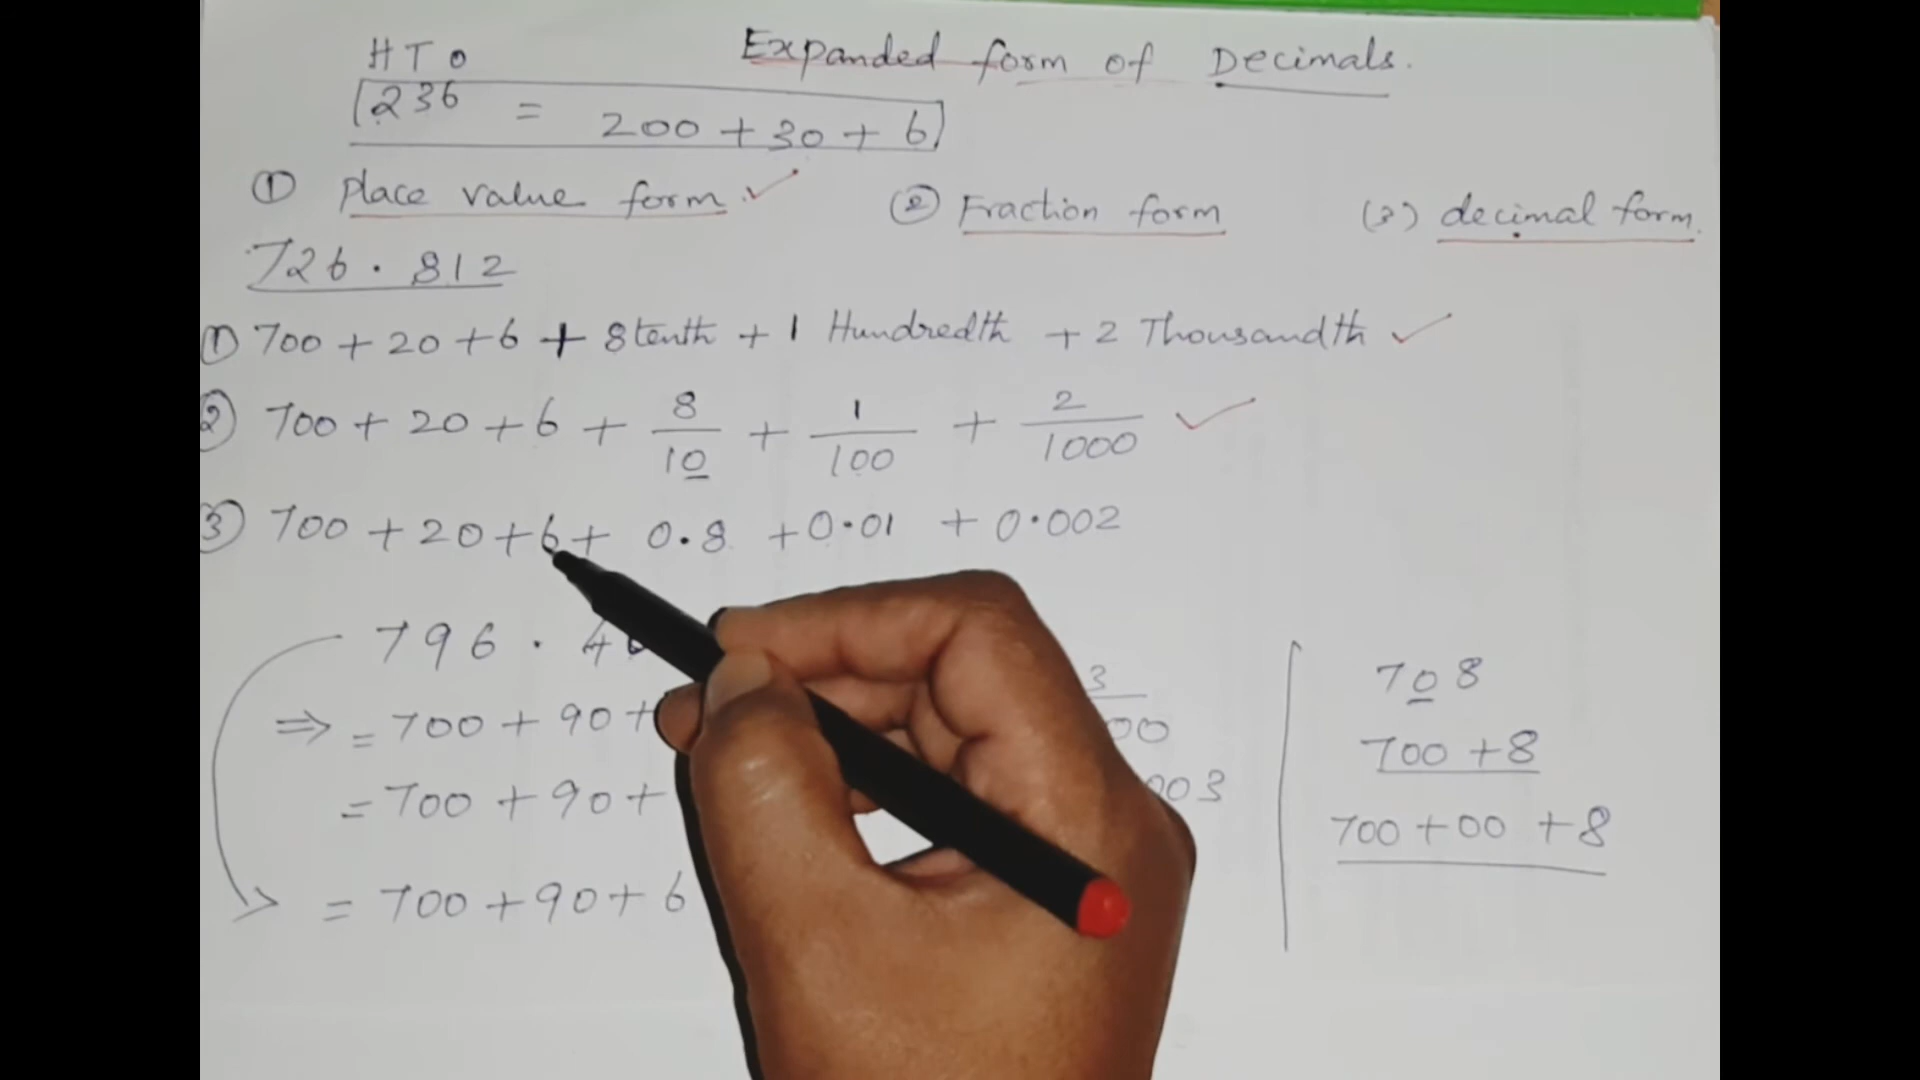 H T O
Expanded form of Decimals.
236 = 200 + 30 + 6
① Place value form ✓
② Fraction form
(3) decimal form.
726.812
① 700 + 20 + 6 + 8 tenth + 1 Hundredth + 2 Thousandth ✓
② 700 + 20 + 6 + 8/10 + 1/100 + 2/1000 ✓
③ 700 + 20 + 6 + 0.8 + 0.01 + 0.002
796.4
⇒ = 700 + 90 +
3
00
= 700 + 90 +
003
= 700 + 90 + 6
708
700 + 8
700 + 00 + 8